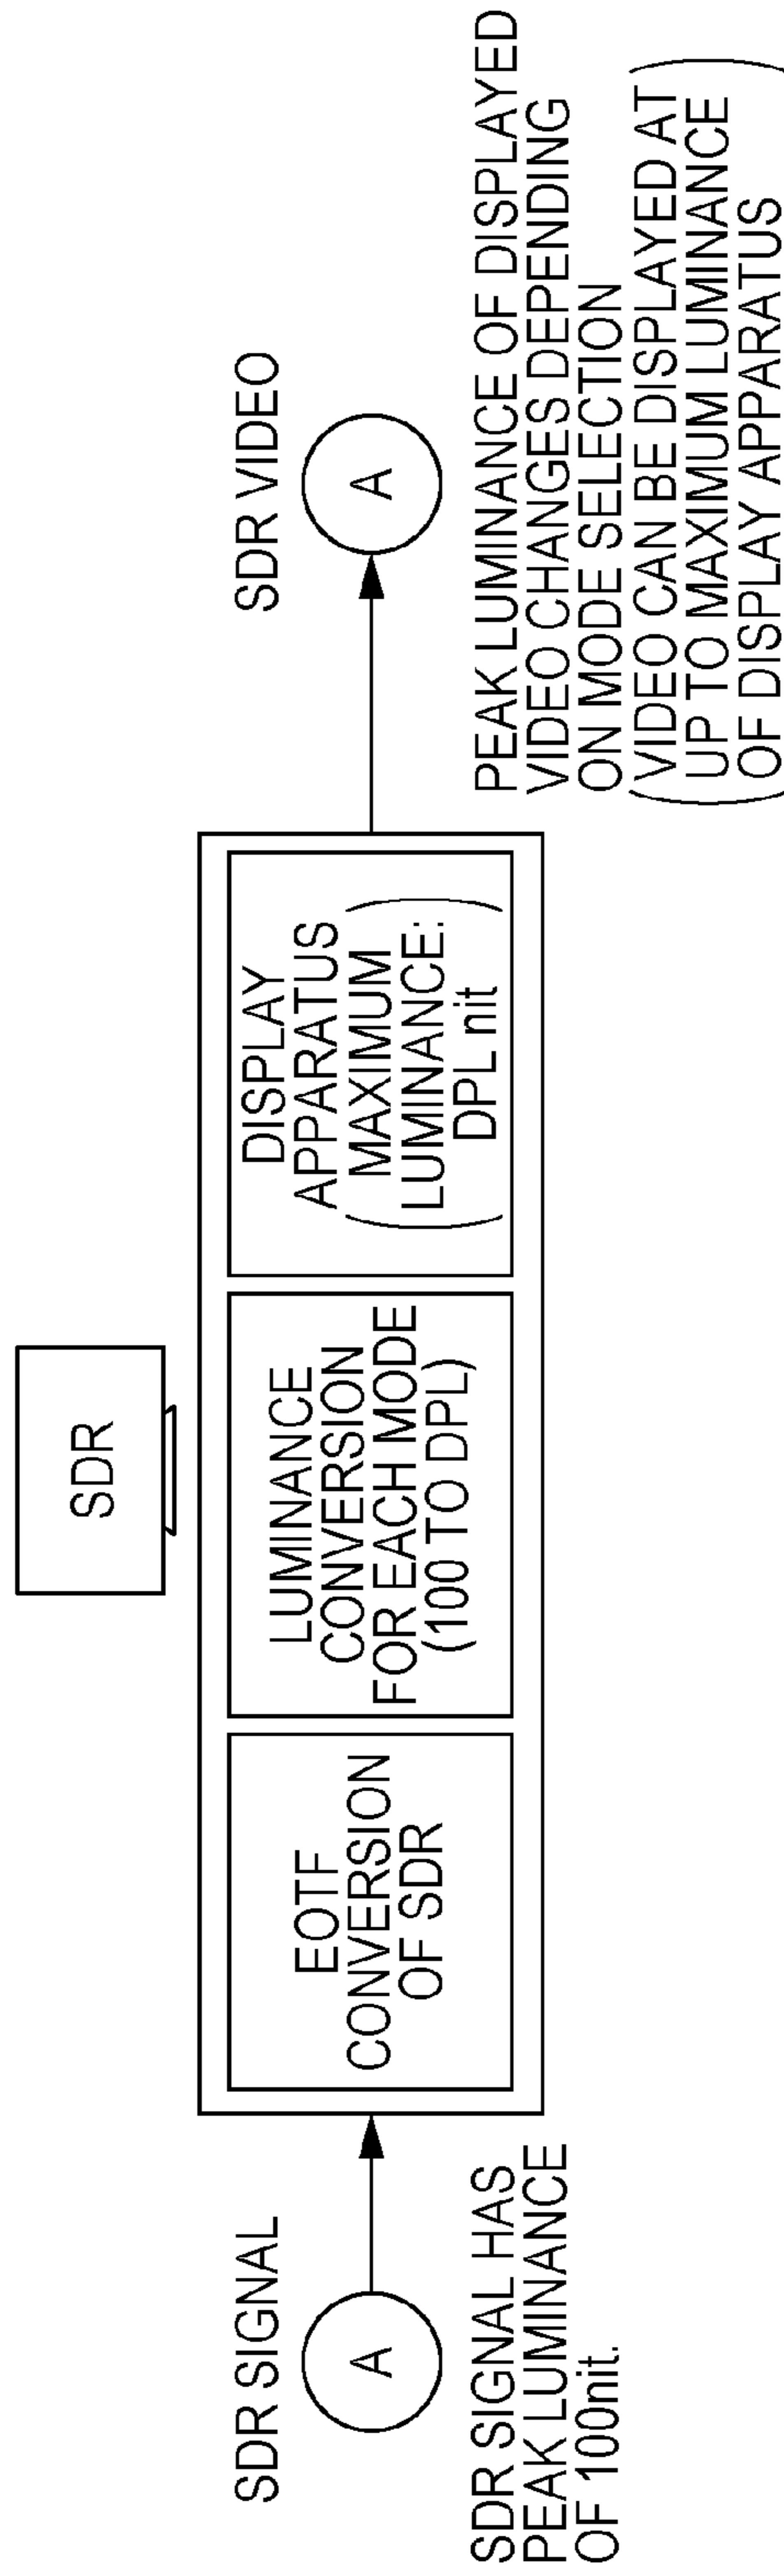 SDR
SDR SIGNAL
A
SDR SIGNAL HAS
PEAK LUMINANCE
OF 100nit.
EOTF
CONVERSION
OF SDR
LUMINANCE
CONVERSION
FOR EACH MODE
(100 TO DPL)
DISPLAY
APPARATUS
(MAXIMUM
LUMINANCE:
DPL nit)
SDR VIDEO
A
PEAK LUMINANCE OF DISPLAYED
VIDEO CHANGES DEPENDING
ON MODE SELECTION
(VIDEO CAN BE DISPLAYED AT
UP TO MAXIMUM LUMINANCE
OF DISPLAY APPARATUS)